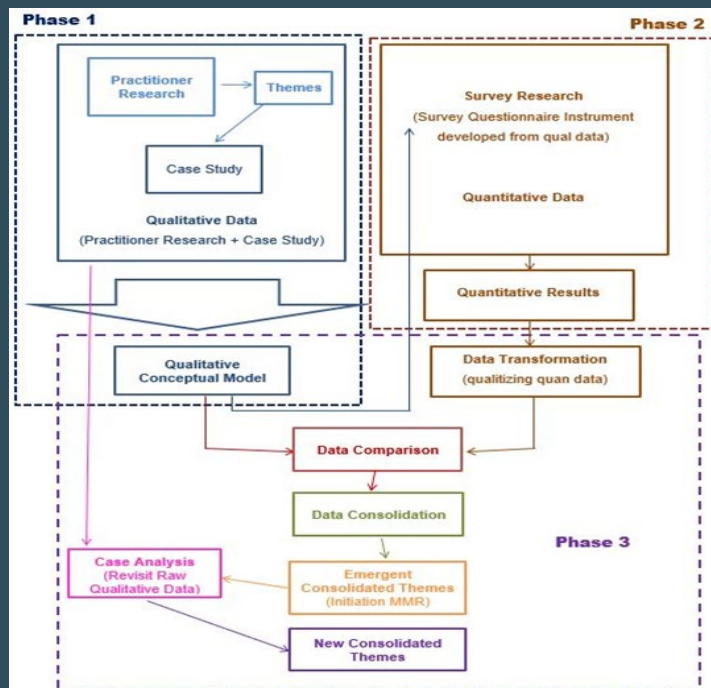 Phase 1
Phase 2
Practitioner
Research
Themes
Case Study
Qualitative Data
(Practitioner Research + Case Study)
Survey Research
(Survey Questionnaire Instrument
developed from qual data)
Quantitative Data
Quantitative Results
Qualitative
Conceptual Model
Data Transformation
(qualitizing quan data)
Data Comparison
Data Consolidation
Phase 3
Case Analysis
(Revisit Raw
Qualitative Data)
Emergent
Consolidated Themes
(Initiation MMR)
New Consolidated
Themes